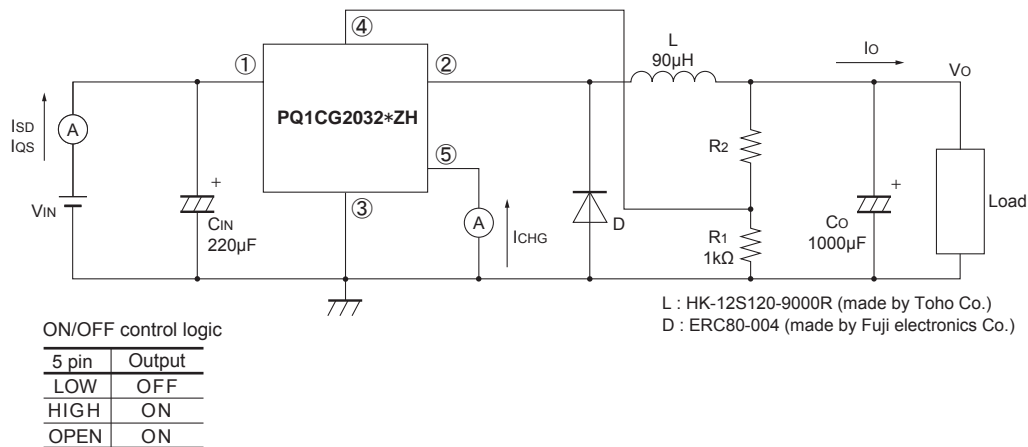 ④
L
90μH
IO
VO
①
②
PQ1CG2032*ZH
ISD
IQS
A
⑤
R2
+
+
Load
VIN
CIN
220μF
③
A
ICHG
D
R1
1kΩ
CO
1000μF
L : HK-12S120-9000R (made by Toho Co.)
D : ERC80-004 (made by Fuji electronics Co.)
ON/OFF control logic
5 pin Output
LOW OFF
HIGH ON
OPEN ON